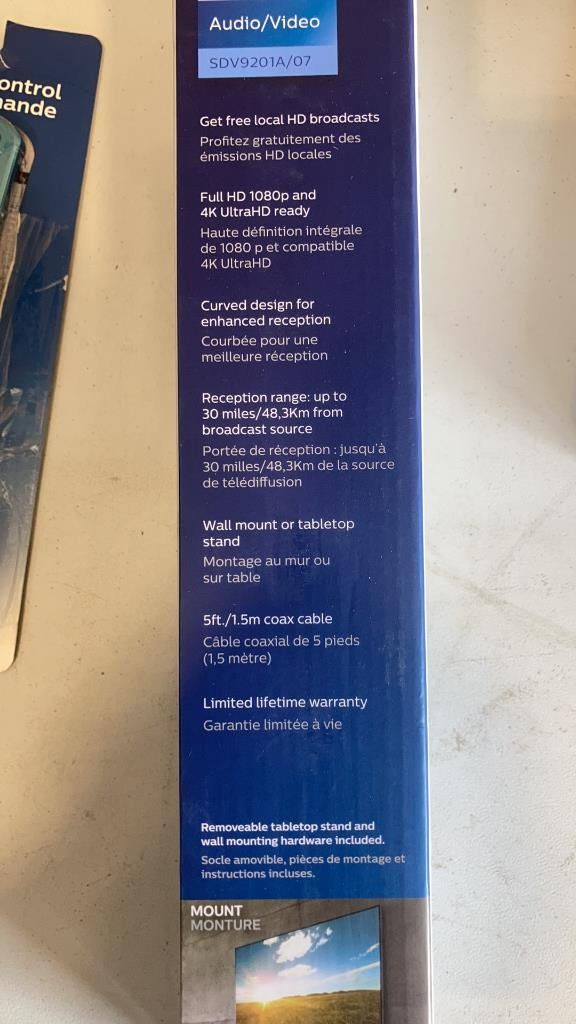 ontrol
ande
Audio/Video
SDV9201A/07
Get free local HD broadcasts
Profitez gratuitement des
émissions HD locales
Full HD 1080p and
4K UltraHD ready
Haute définition intégrale
de 1080 p et compatible
4K UltraHD
Curved design for
enhanced reception
Courbée pour une
meilleure réception
Reception range: up to
30 miles/48,3Km from
broadcast source
Portée de réception : jusqu'à
30 milles/48,3Km de la source
de télédiffusion
Wall mount or tabletop
stand
Montage au mur ou
sur table
5ft./1.5m coax cable
Câble coaxial de 5 pieds
(1,5 mètre)
Limited lifetime warranty
Garantie limitée à vie
Removeable tabletop stand and
wall mounting hardware included.
Socle amovible, pièces de montage et
instructions incluses.
MOUNT
MONTURE